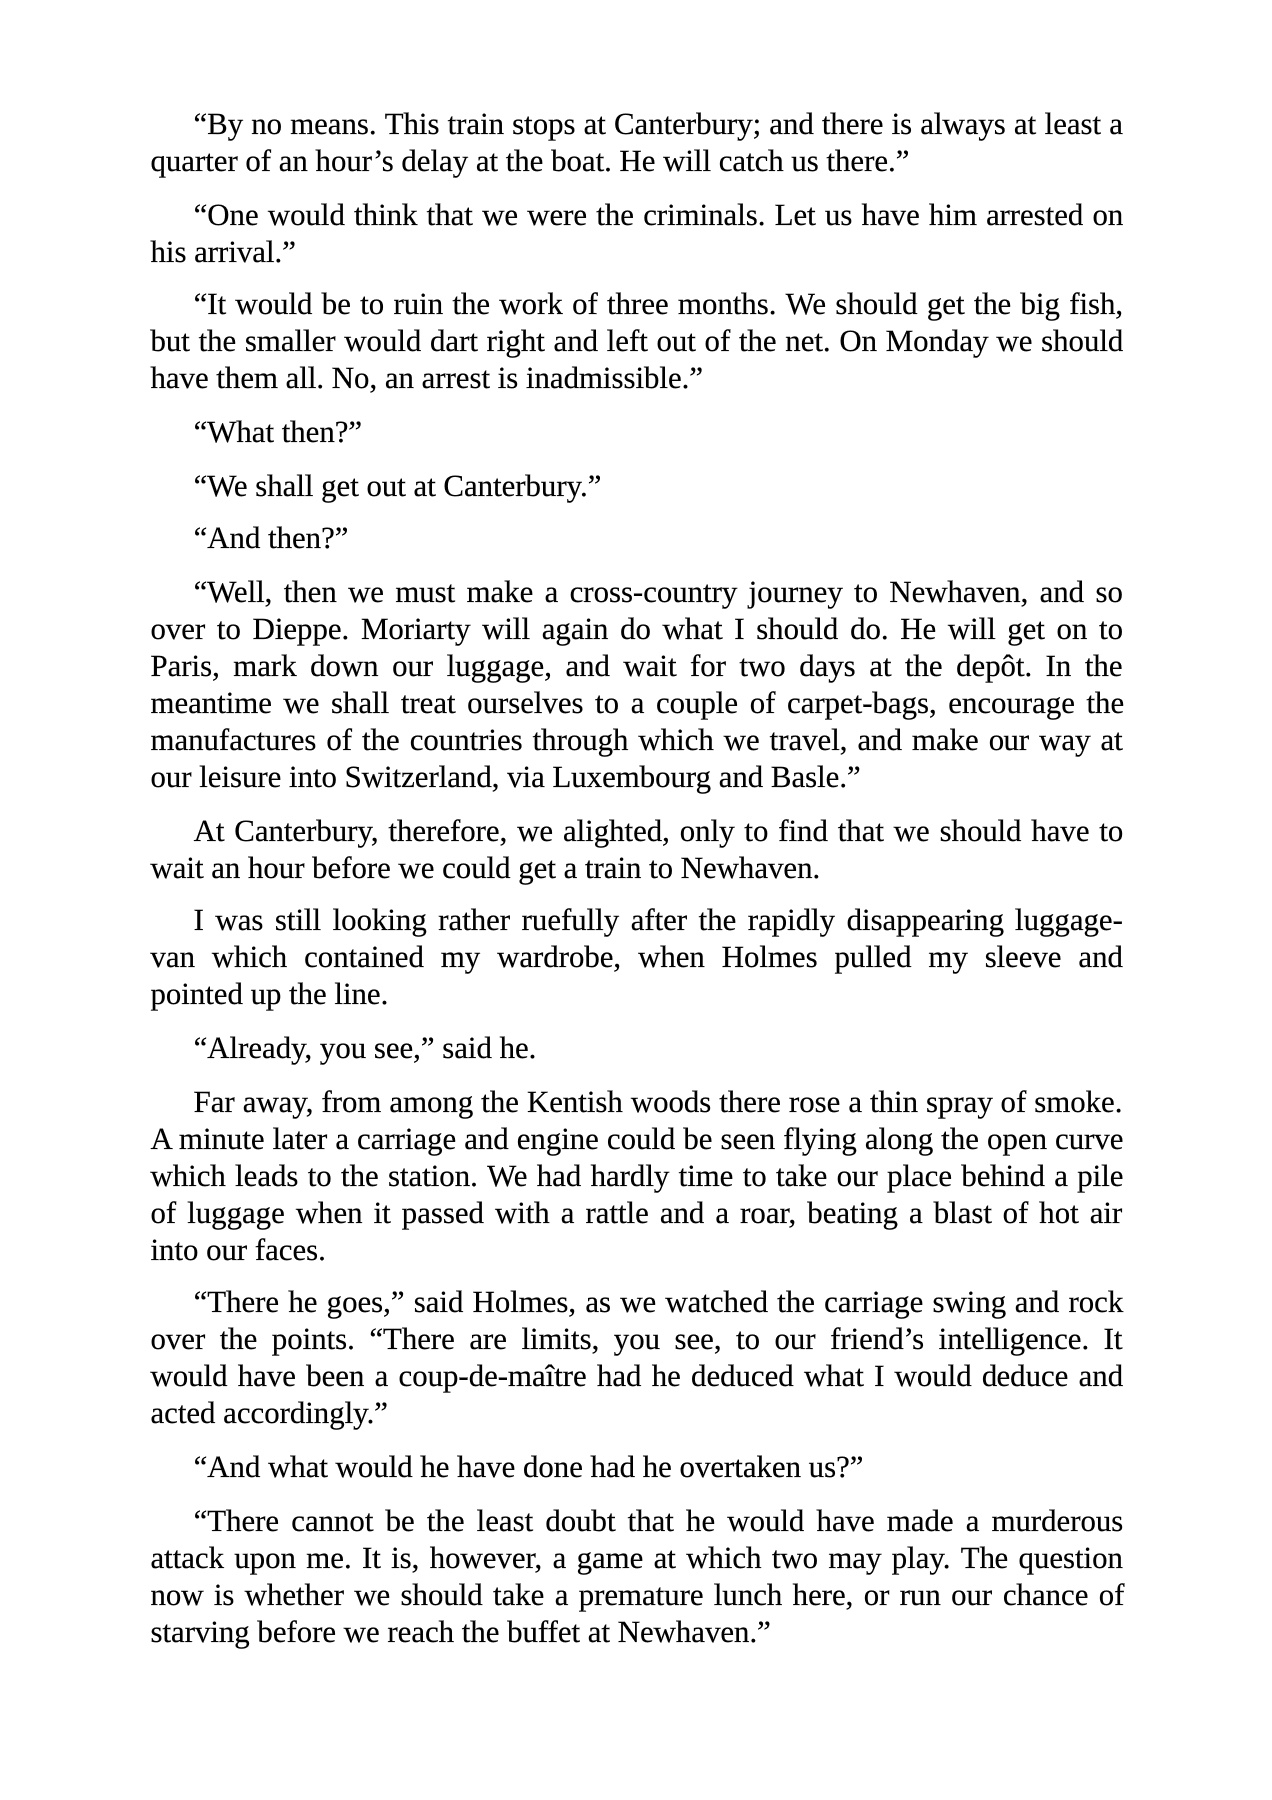 “By no means. This train stops at Canterbury; and there is always at least a
quarter of an hour’s delay at the boat. He will catch us there.”
“One would think that we were the criminals. Let us have him arrested on
his arrival.”
“It would be to ruin the work of three months. We should get the big fish,
but the smaller would dart right and left out of the net. On Monday we should
have them all. No, an arrest is inadmissible.”
“What then?”
“We shall get out at Canterbury.”
“And then?”
“Well, then we must make a cross-country journey to Newhaven, and so
over to Dieppe. Moriarty will again do what I should do. He will get on to
Paris, mark down our luggage, and wait for two days at the depôt. In the
meantime we shall treat ourselves to a couple of carpet-bags, encourage the
manufactures of the countries through which we travel, and make our way at
our leisure into Switzerland, via Luxembourg and Basle.”
At Canterbury, therefore, we alighted, only to find that we should have to
wait an hour before we could get a train to Newhaven.
I was still looking rather ruefully after the rapidly disappearing luggage-
van which contained my wardrobe, when Holmes pulled my sleeve and
pointed up the line.
“Already, you see,” said he.
Far away, from among the Kentish woods there rose a thin spray of smoke.
A minute later a carriage and engine could be seen flying along the open curve
which leads to the station. We had hardly time to take our place behind a pile
of luggage when it passed with a rattle and a roar, beating a blast of hot air
into our faces.
“There he goes,” said Holmes, as we watched the carriage swing and rock
over the points. “There are limits, you see, to our friend’s intelligence. It
would have been a coup-de-maître had he deduced what I would deduce and
acted accordingly.”
“And what would he have done had he overtaken us?”
“There cannot be the least doubt that he would have made a murderous
attack upon me. It is, however, a game at which two may play. The question
now is whether we should take a premature lunch here, or run our chance of
starving before we reach the buffet at Newhaven.”